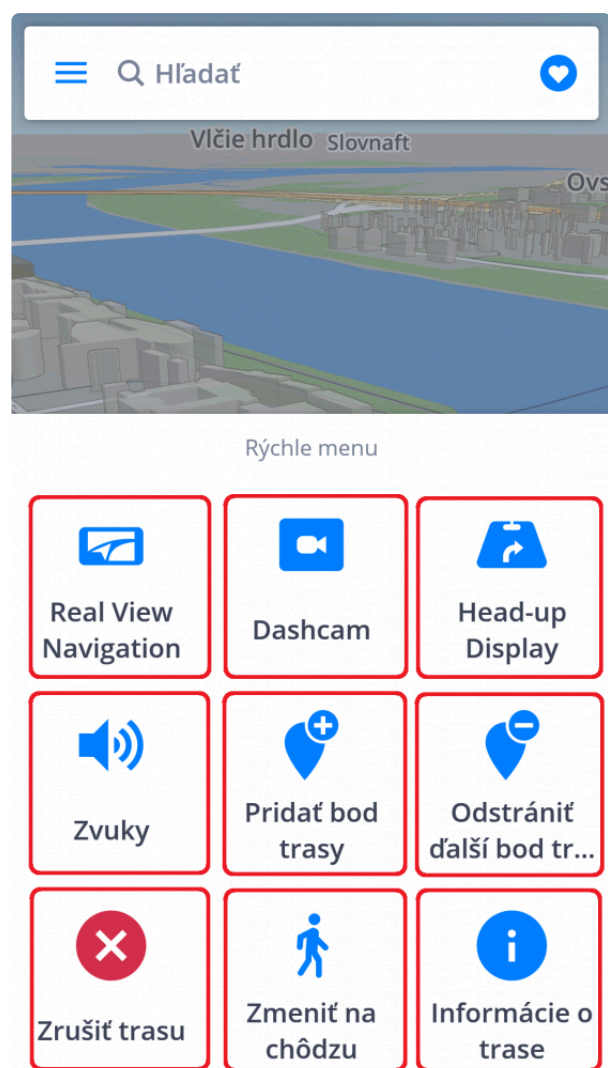 Hľadať
Vlčie hrdlo Slovnaft
Ovs
Rýchle menu
Real View
Navigation
Dashcam
Head-up
Display
Zvuky
Pridať bod
trasy
Odstrániť
ďalší bod tr...
Zrušiť trasu
Zmeniť na
chôdzu
Informácie o
trase